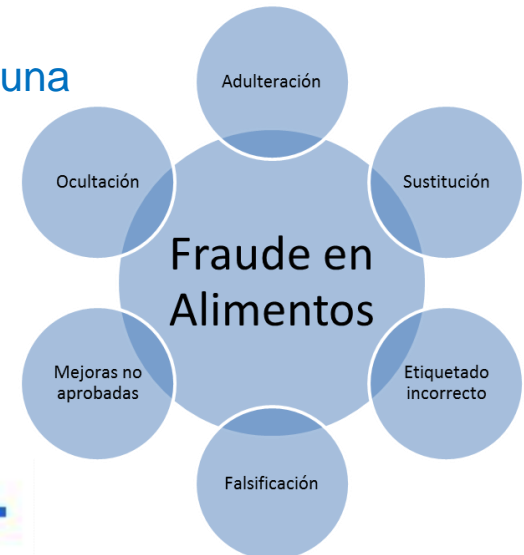 una
Adulteración
Ocultación
Sustitución
Fraude en
Alimentos
Mejoras no
aprobadas
Etiquetado
incorrecto
Falsificación